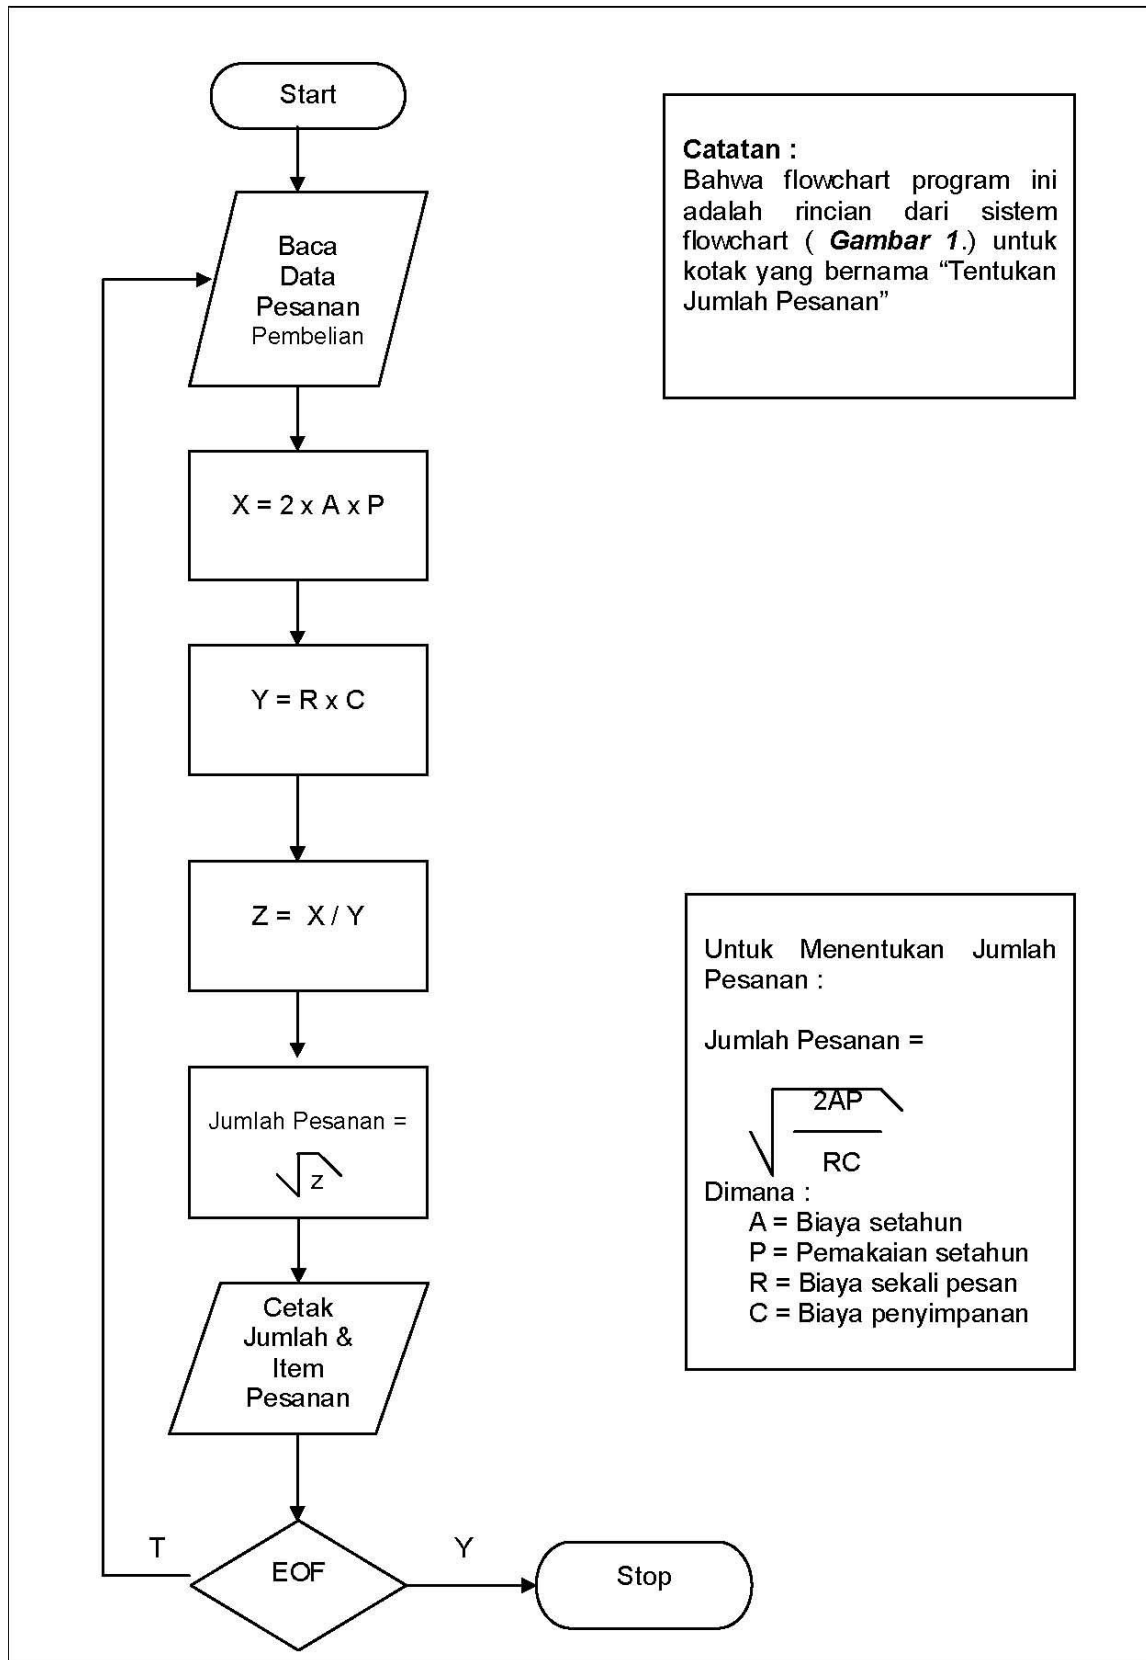 Start
Baca
Data
Pesanan
Pembelian
X = 2 x A x P
Y = R x C
Z = X / Y
Jumlah Pesanan =
√z
Cetak
Jumlah &
Item
Pesanan
EOF
T
Y
Stop
Catatan :
Bahwa flowchart program ini
adalah rincian dari sistem
flowchart ( Gambar 1.) untuk
kotak yang bernama “Tentukan
Jumlah Pesanan”
Untuk Menentukan Jumlah
Pesanan :
Jumlah Pesanan =
√
2AP
RC
Dimana :
A = Biaya setahun
P = Pemakaian setahun
R = Biaya sekali pesan
C = Biaya penyimpanan